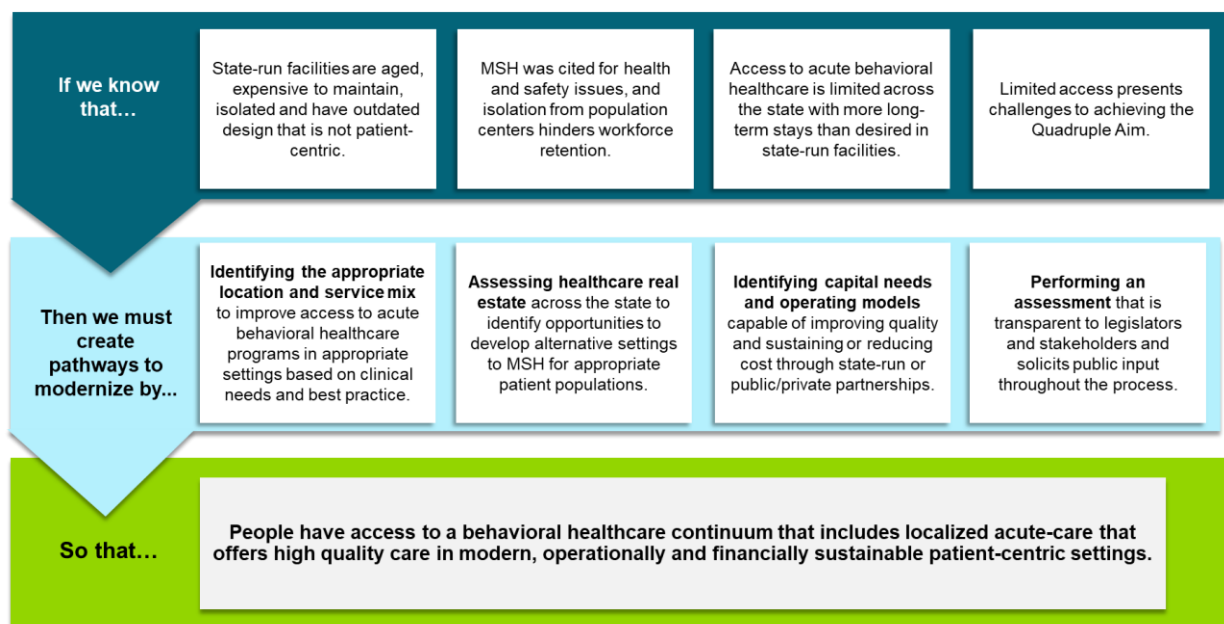 If we know
that…
State-run facilities are aged,
expensive to maintain,
isolated and have outdated
design that is not patient-
centric.
MSH was cited for health
and safety issues, and
isolation from population
centers hinders workforce
retention.
Access to acute behavioral
healthcare is limited across
the state with more long-
term stays than desired in
state-run facilities.
Limited access presents
challenges to achieving the
Quadruple Aim.
Then we must
create
pathways to
modernize by...
Identifying the appropriate
location and service mix
to improve access to acute
behavioral healthcare
programs in appropriate
settings based on clinical
needs and best practice.
Assessing healthcare real
estate across the state to
identify opportunities to
develop alternative settings
to MSH for appropriate
patient populations.
Identifying capital needs
and operating models
capable of improving quality
and sustaining or reducing
cost through state-run or
public/private partnerships.
Performing an
assessment that is
transparent to legislators
and stakeholders and
solicits public input
throughout the process.
So that…
People have access to a behavioral healthcare continuum that includes localized acute-care that
offers high quality care in modern, operationally and financially sustainable patient-centric settings.